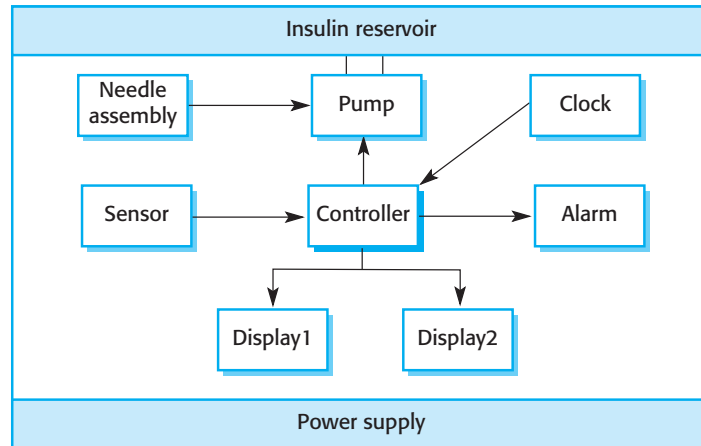 Insulin reservoir
Needle
assembly
Pump
Clock
Sensor
Controller
Alarm
Display1
Display2
Power supply